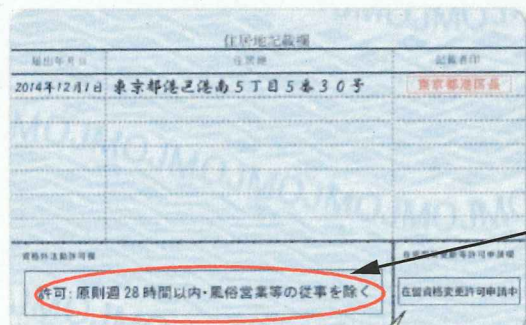 住居地記載欄
届出年月日 住居地 記載者印
2014年12月1日 東京都港区港南5丁目5番30号 東京都港区長
資格外活動許可欄
許可:原則週28時間以内・風俗営業等の従事を除く
在留資格変更許可申請中